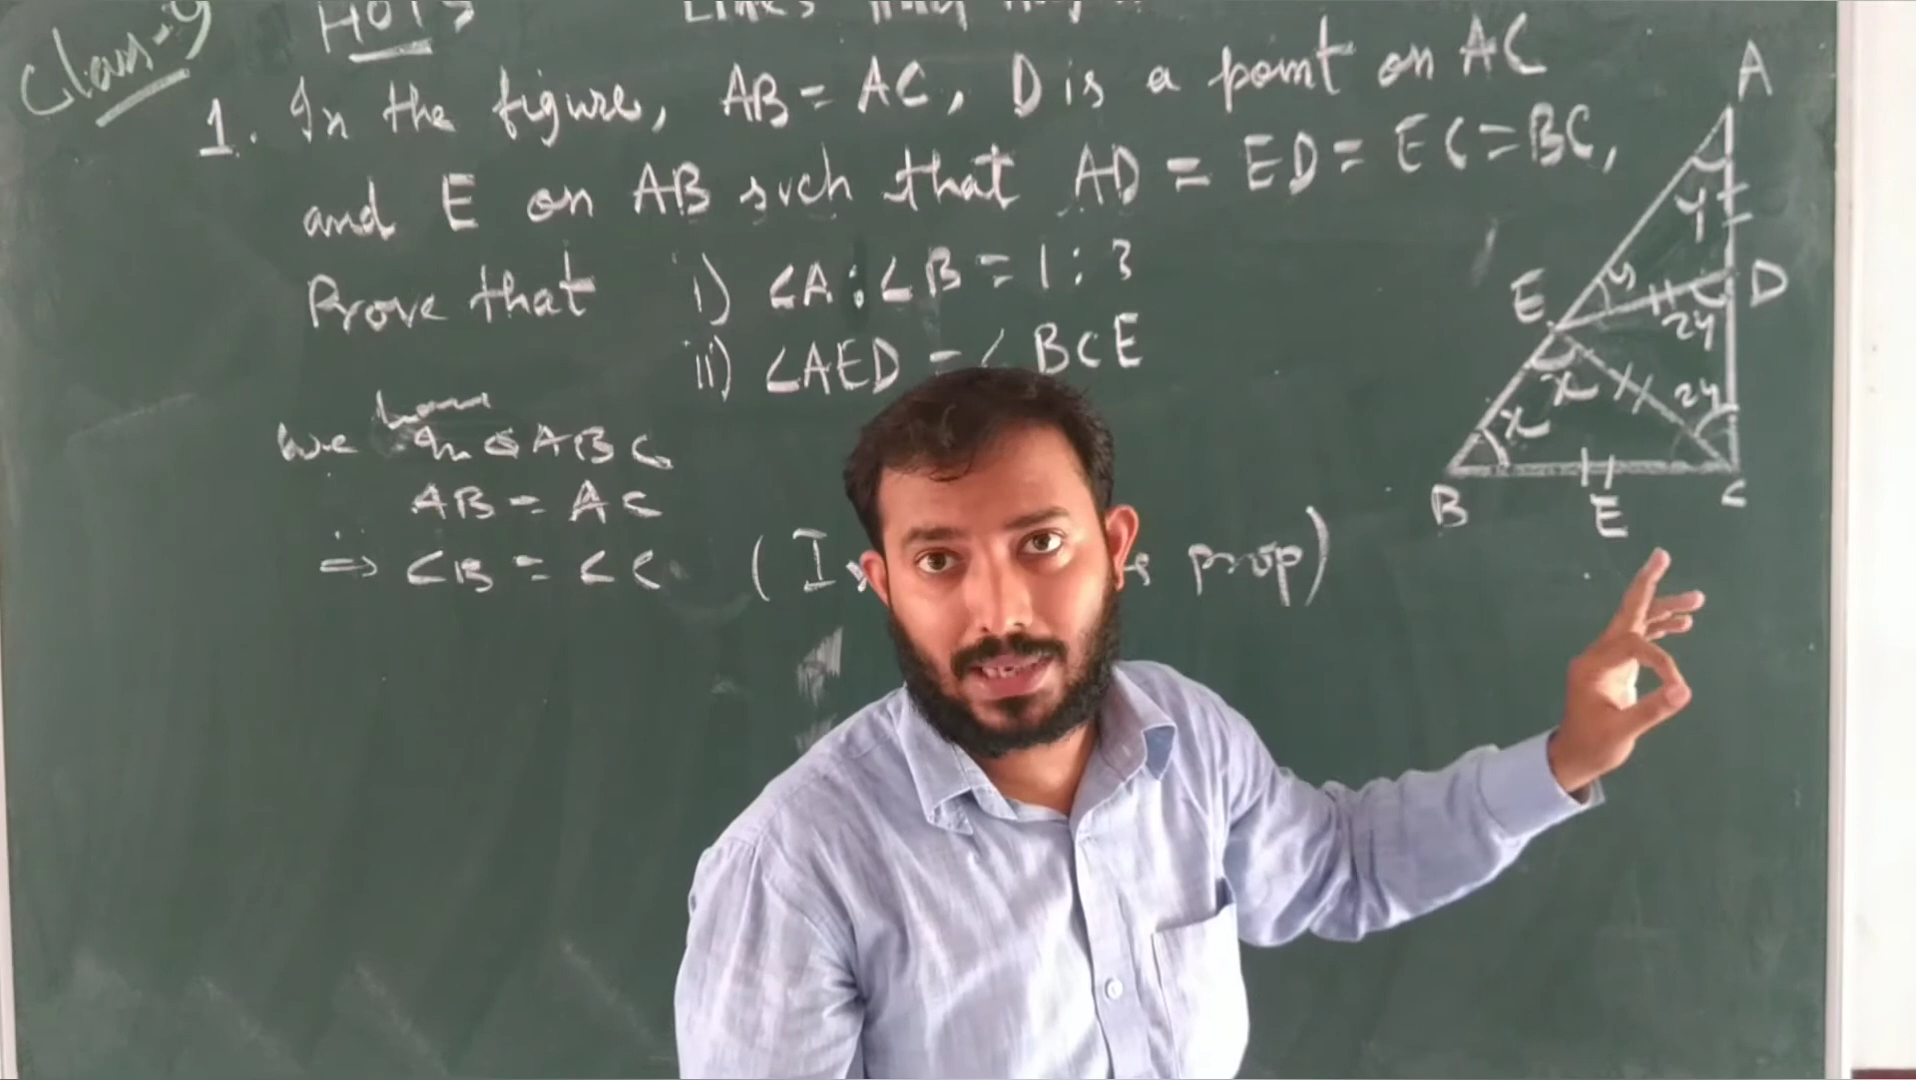 Class-9
HOTS
1. In the figure, AB = AC, D is a point on AC
and E on AB such that AD = ED = EC = BC,
Prove that i) ∠A : ∠B = 1 : 3
ii) ∠AED = ∠BCE
we have
in △ABC
AB = AC
⇒ ∠B = ∠C ( prop)
A
y
y
E
D
2y
x
2y
x
B
E
C